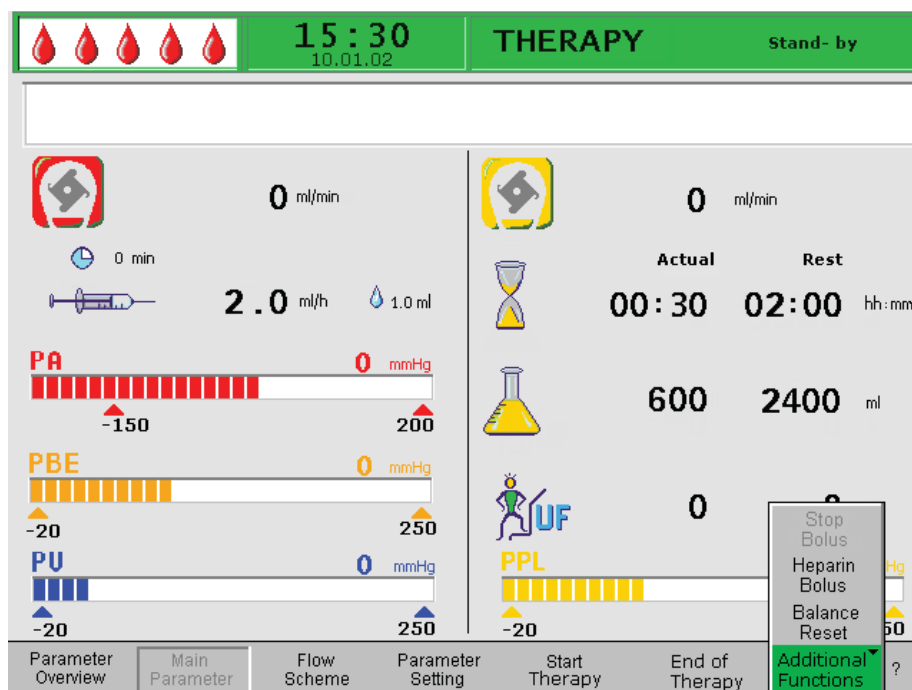 15:30
10.01.02
THERAPY
Stand- by
0 ml/min
0 min
2.0 ml/h
1.0 ml
PA 0 mmHg
-150 200
PBE 0 mmHg
-20 250
PV 0 mmHg
-20 250
0 ml/min
Actual Rest
00:30 02:00 hh:mm
600 2400 ml
UF 0
PPL
-20
Stop
Bolus
Heparin
Bolus
Balance
Reset
Additional
Functions
Parameter
Overview
Main
Parameter
Flow
Scheme
Parameter
Setting
Start
Therapy
End of
Therapy
?